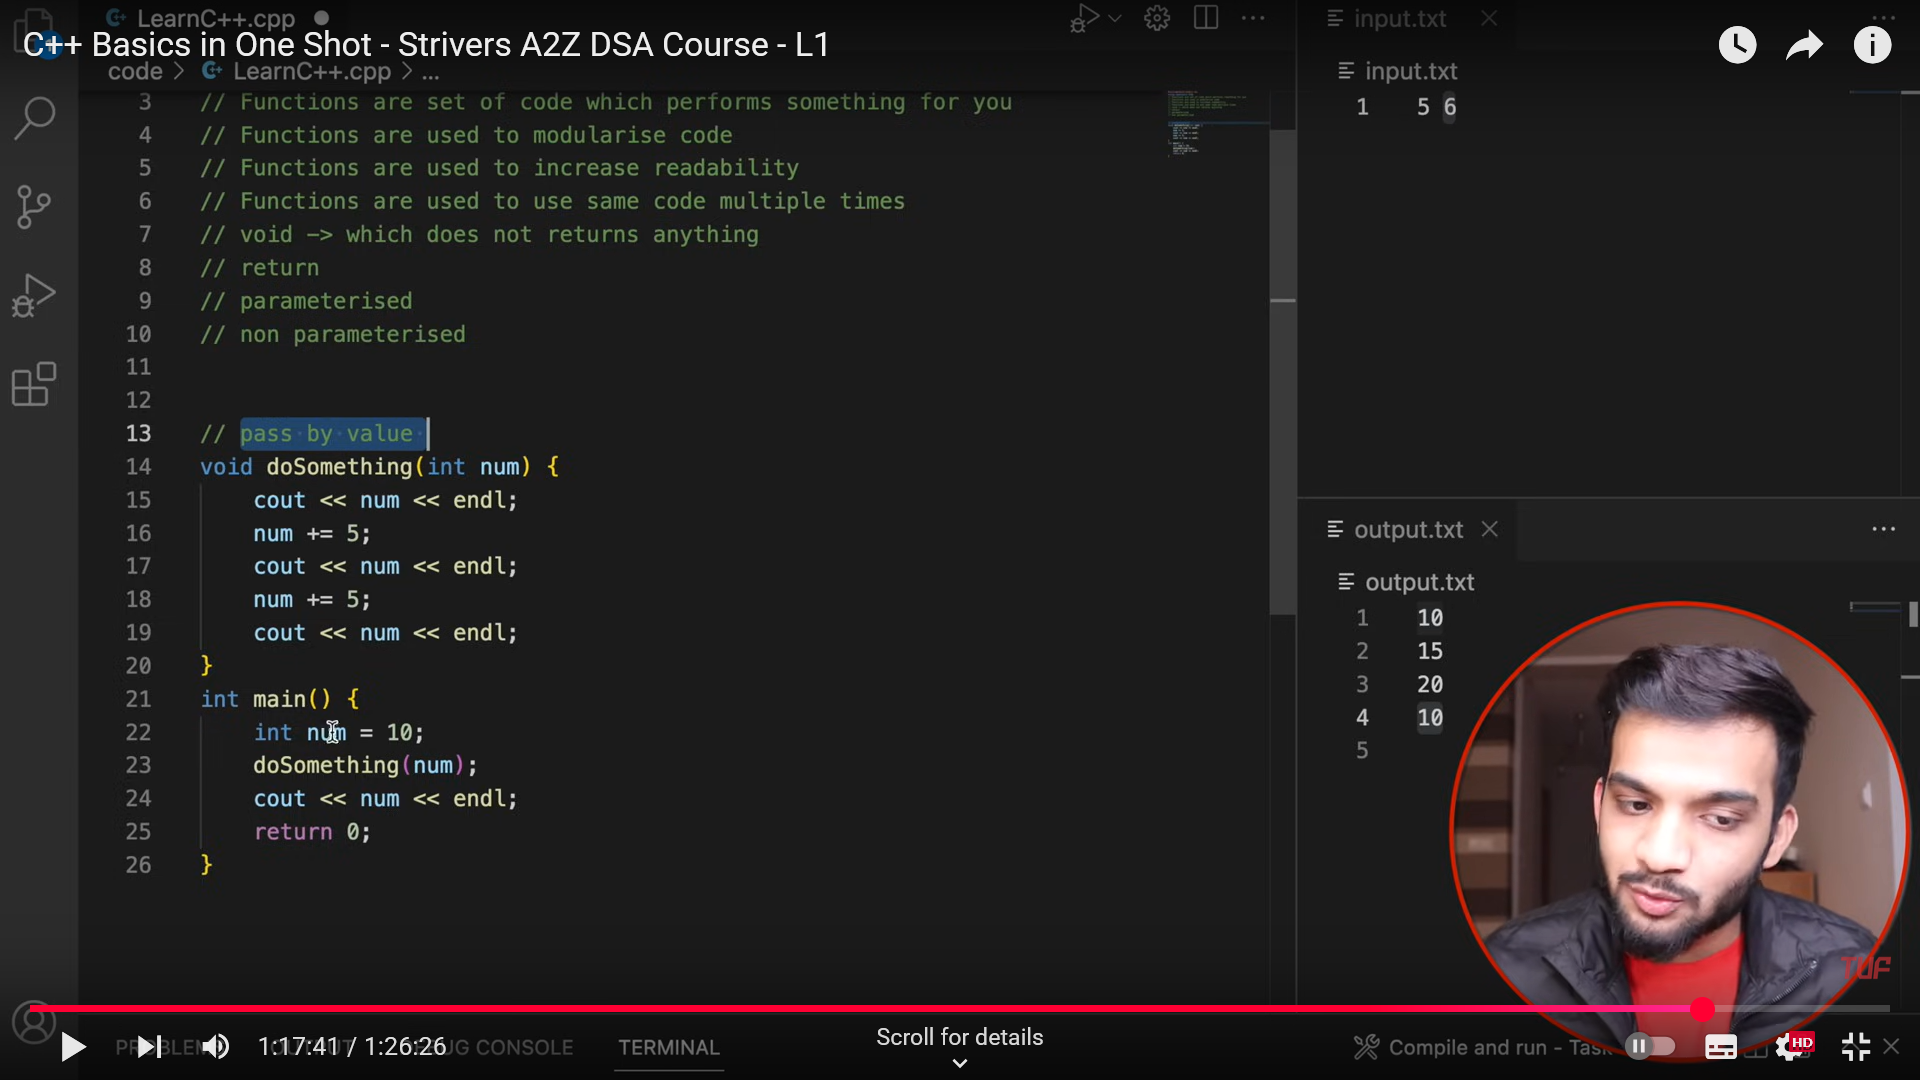 LearnC++.cpp
C++ Basics in One Shot - Strivers A2Z DSA Course - L1
code > LearnC++.cpp > ...
3 // Functions are set of code which performs something for you
4 // Functions are used to modularise code
5 // Functions are used to increase readability
6 // Functions are used to use same code multiple times
7 // void -> which does not returns anything
8 // return
9 // parameterised
10 // non parameterised
11
12
13 // pass by value
14 void doSomething(int num) {
15 cout << num << endl;
16 num += 5;
17 cout << num << endl;
18 num += 5;
19 cout << num << endl;
20 }
21 int main() {
22 int num = 10;
23 doSomething(num);
24 cout << num << endl;
25 return 0;
26 }
input.txt
input.txt
1 5 6
output.txt
output.txt
1 10
2 15
3 20
4 10
5
TUF
1:17:41 / 1:26:26
CONSOLE
TERMINAL
Scroll for details
Compile and run - Task
HD